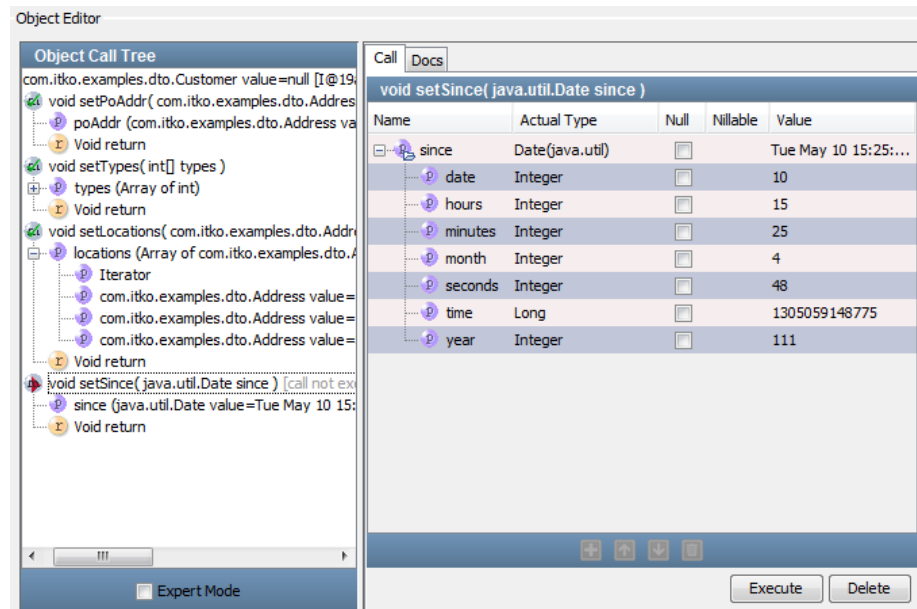 Object Editor
Object Call Tree
com.itko.examples.dto.Customer value=null [I@19
void setPoAddr( com.itko.examples.dto.Addres
poAddr (com.itko.examples.dto.Address va
Void return
void setTypes( int[] types )
types (Array of int)
Void return
void setLocations( com.itko.examples.dto.Addr
locations (Array of com.itko.examples.dto.A
Iterator
com.itko.examples.dto.Address value=
com.itko.examples.dto.Address value=
com.itko.examples.dto.Address value=
Void return
void setSince( java.util.Date since ) [call not exe
since (java.util.Date value=Tue May 10 15:
Void return
Expert Mode
Call Docs
void setSince( java.util.Date since )
Name Actual Type Null Nillable Value
since Date(java.util) Tue May 10 15:25:...
date Integer 10
hours Integer 15
minutes Integer 25
month Integer 4
seconds Integer 48
time Long 1305059148775
year Integer 111
Execute Delete